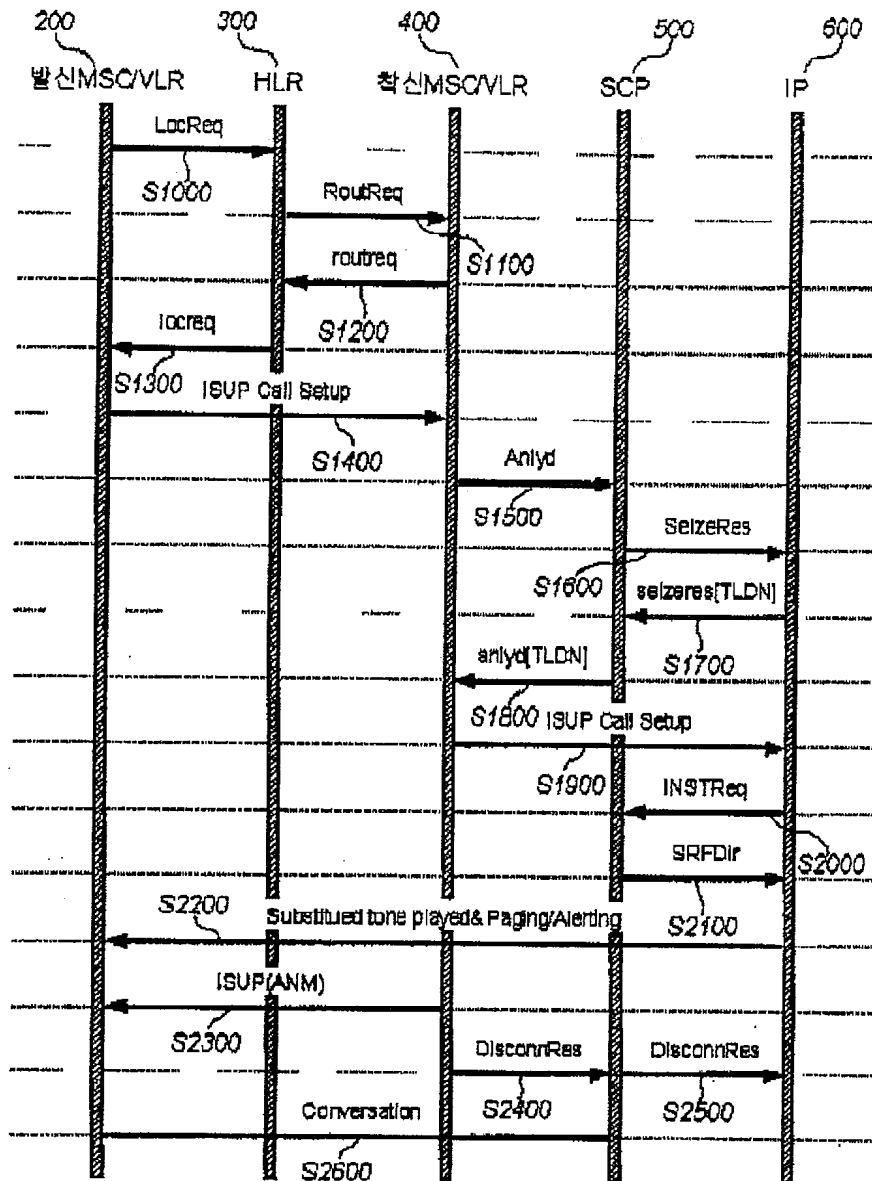 200
300
400
500
600
발신MSC/VLR
HLR
착신MSC/VLR
SCP
IP
LocReq
S1000
RoutReq
S1100
routreq
S1200
locreq
S1300
ISUP Call Setup
S1400
Anlyd
S1500
SeizeRes
S1600
seizeres[TLDN]
S1700
anlyd[TLDN]
S1800
ISUP Call Setup
S1900
INSTReq
S2000
SRFDir
S2100
S2200
Substitued tone played& Paging/Alerting
ISUP(ANM)
S2300
DisconnRes
S2400
DisconnRes
S2500
Conversation
S2600